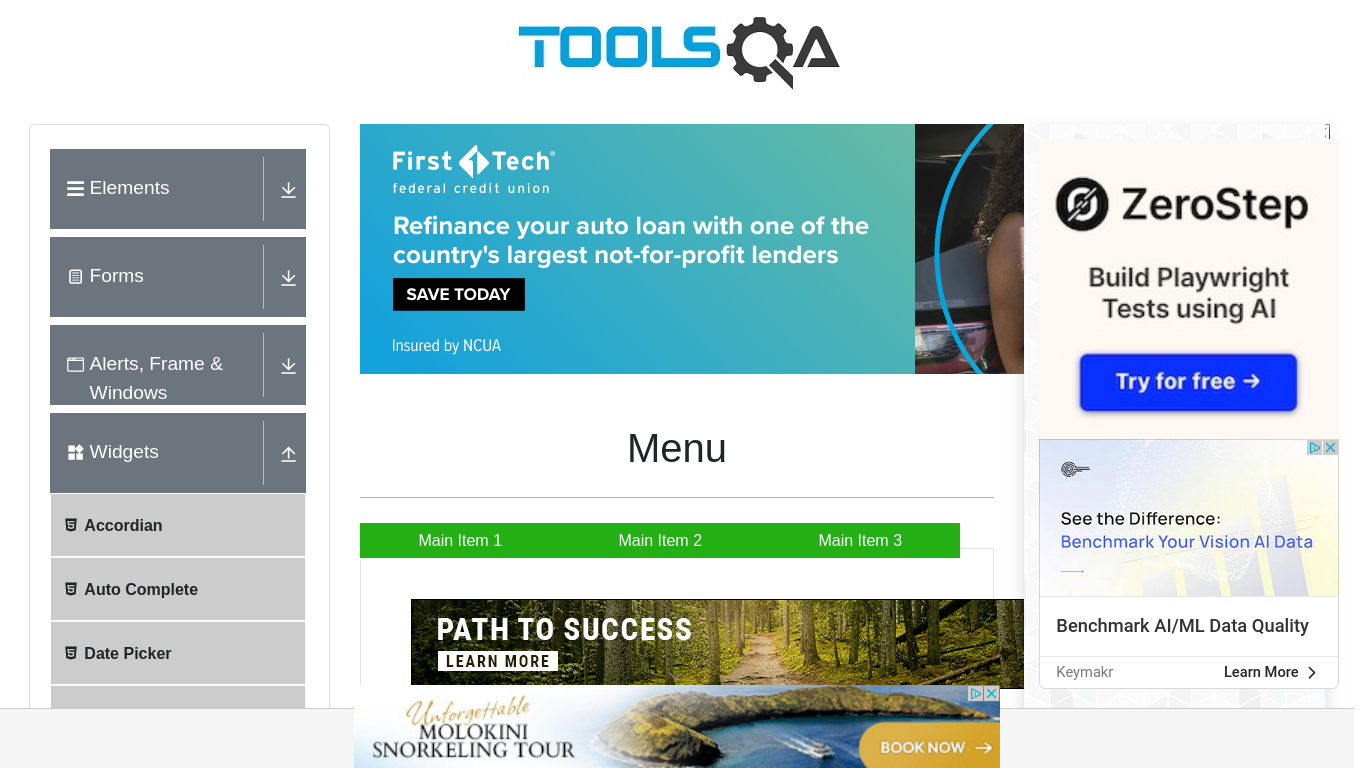 TOOLSQA
Elements
Forms
Alerts, Frame &
Windows
Widgets
Accordian
Auto Complete
Date Picker
First Tech®
federal credit union
Refinance your auto loan with one of the
country's largest not-for-profit lenders
SAVE TODAY
Insured by NCUA
Menu
Main Item 1
Main Item 2
Main Item 3
PATH TO SUCCESS
LEARN MORE
Unforgettable
MOLOKINI
SNORKELING TOUR
BOOK NOW
ZeroStep
Build Playwright
Tests using AI
Try for free →
See the Difference:
Benchmark Your Vision AI Data
Benchmark AI/ML Data Quality
Keymakr
Learn More